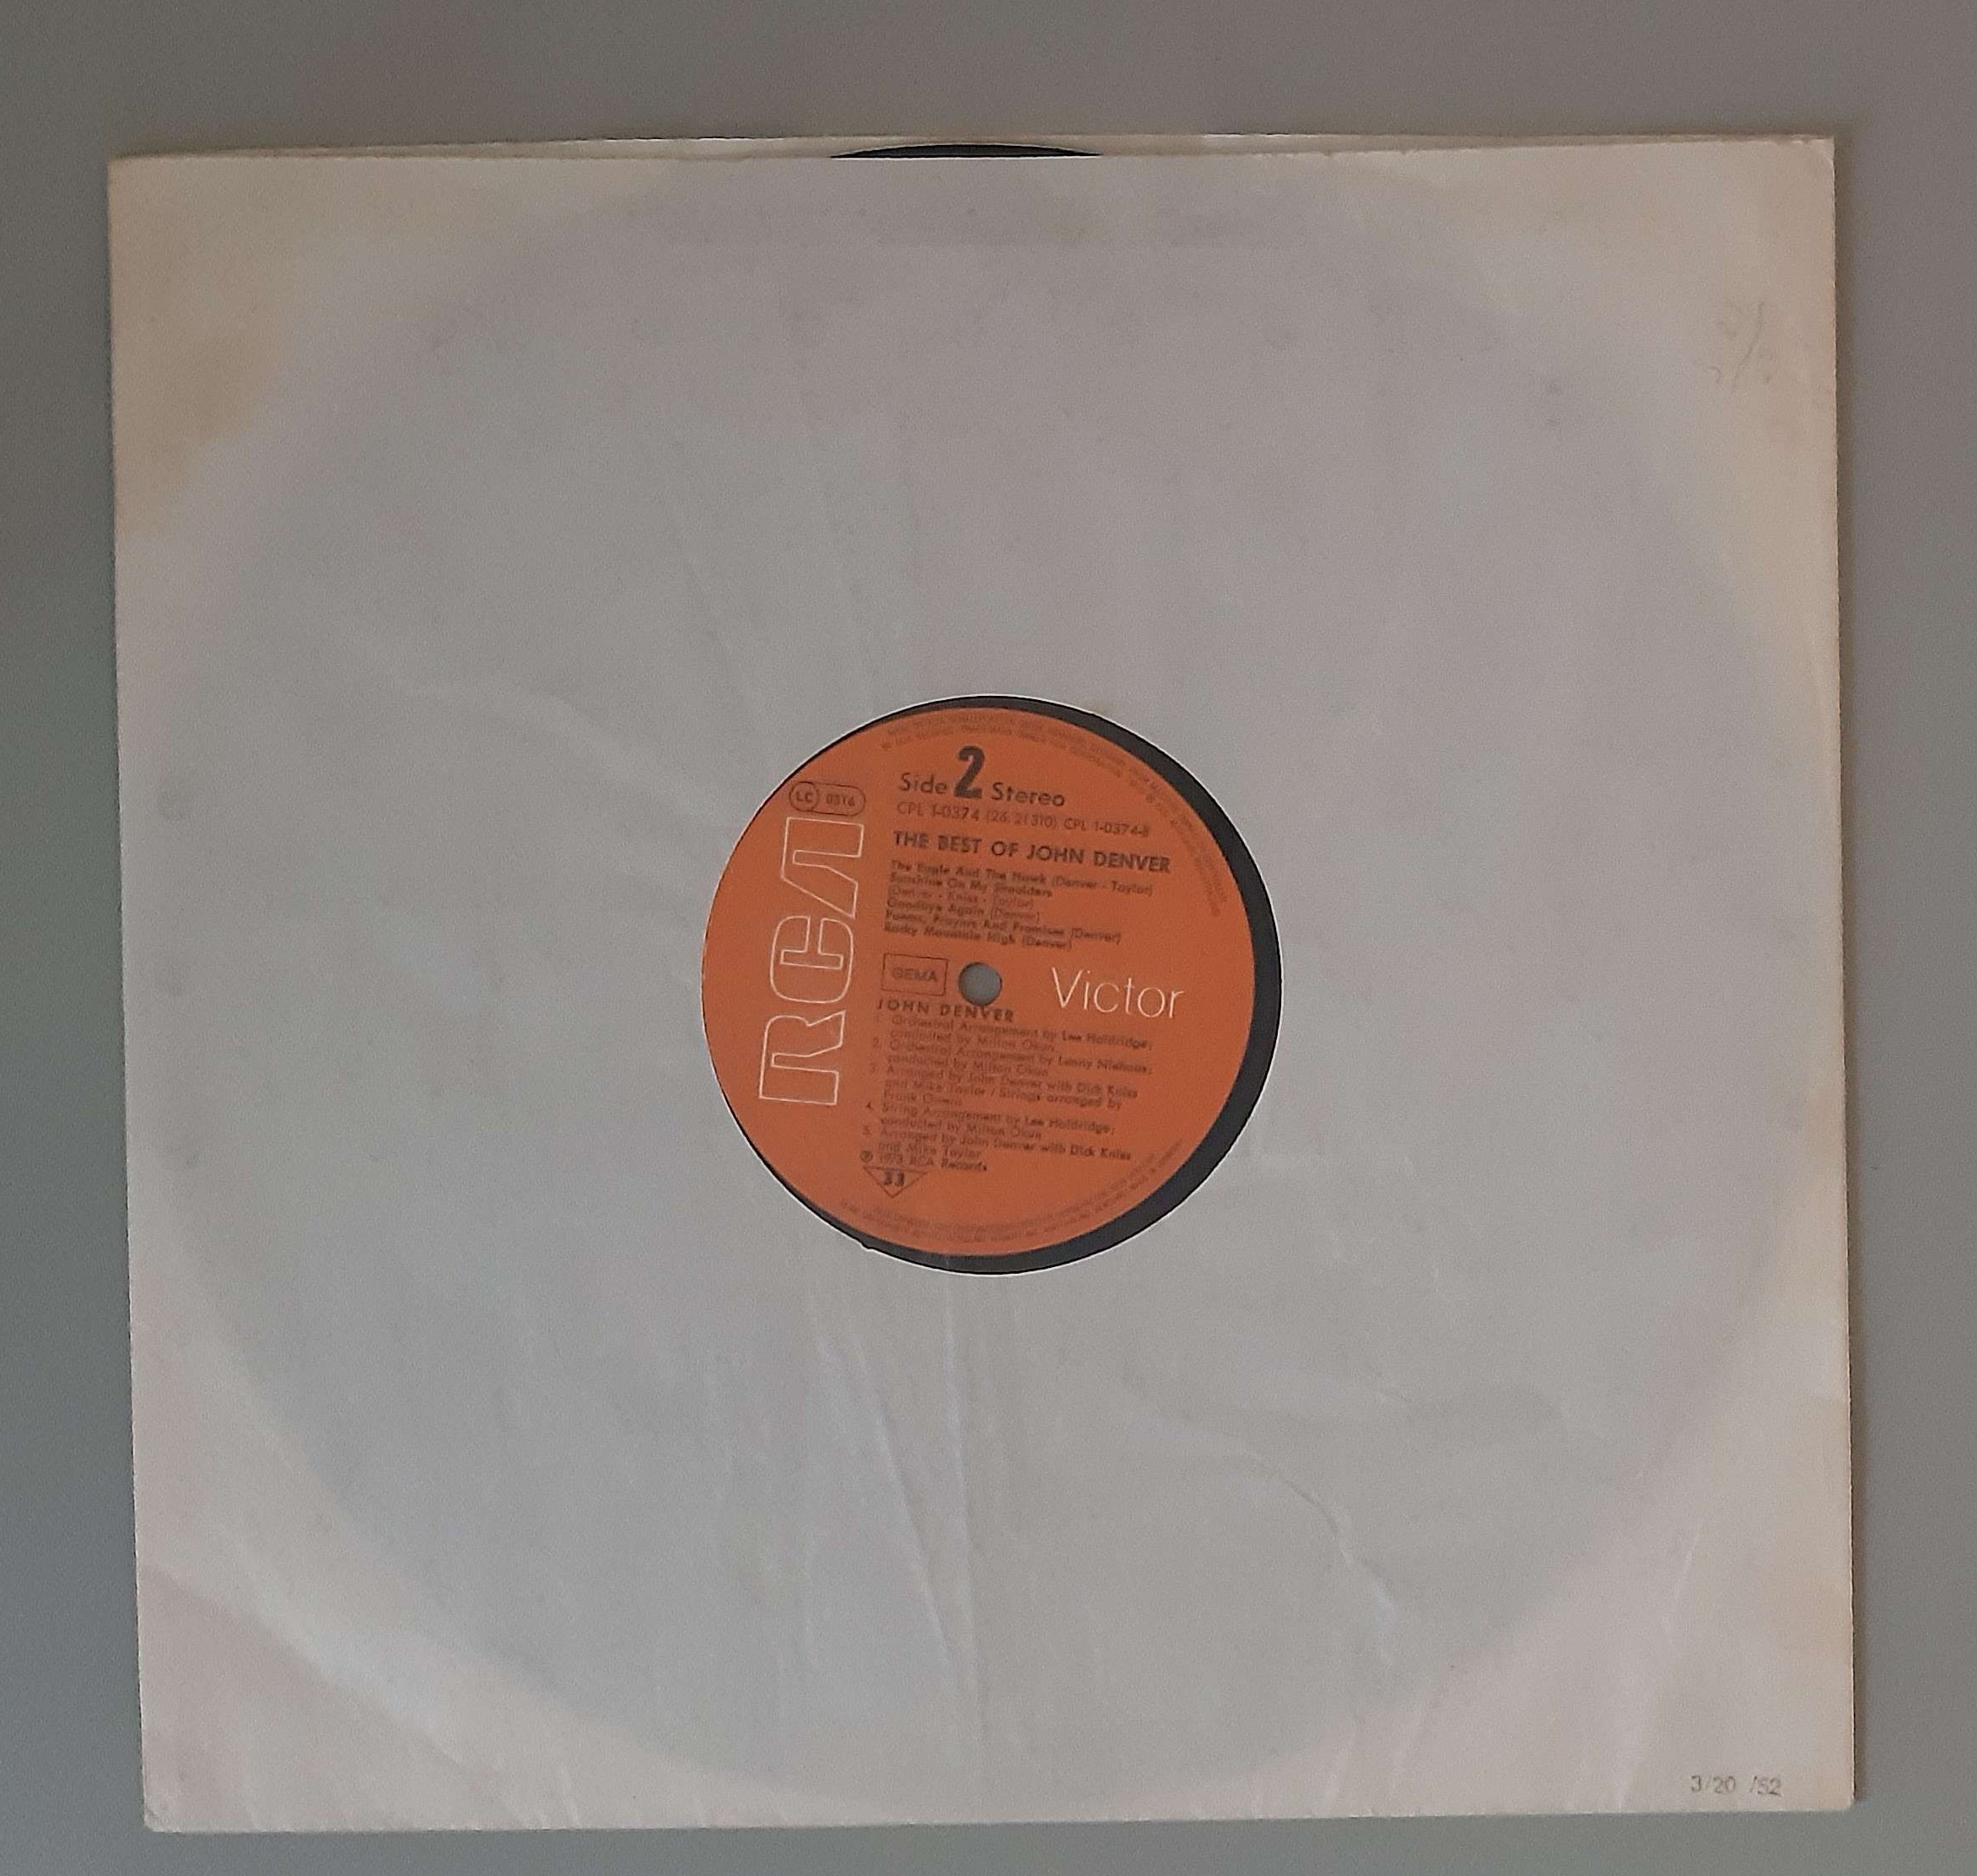 Side 2 Stereo
LC 0316
CPL 1-0374 (26.21310) CPL 1-0374-B
THE BEST OF JOHN DENVER
The Eagle And The Hawk (Denver - Taylor)
Sunshine On My Shoulders
(Denver - Kniss - Taylor)
Goodbye Again (Denver)
Poems, Prayers And Promises (Denver)
Rocky Mountain High (Denver)
RCA
GEMA
Victor
JOHN DENVER
1. Orchestral Arrangement by Lee Holdridge;
conducted by Milton Okun
2. Orchestral Arrangement by Lenny Niehaus;
conducted by Milton Okun
3. Arranged by John Denver with Dick Kniss
and Mike Taylor / Strings arranged by
Frank Owens
4. String Arrangement by Lee Holdridge;
conducted by Milton Okun
5. Arranged by John Denver with Dick Kniss
and Mike Taylor
℗ 1973 RCA Records
33
3/20 /52